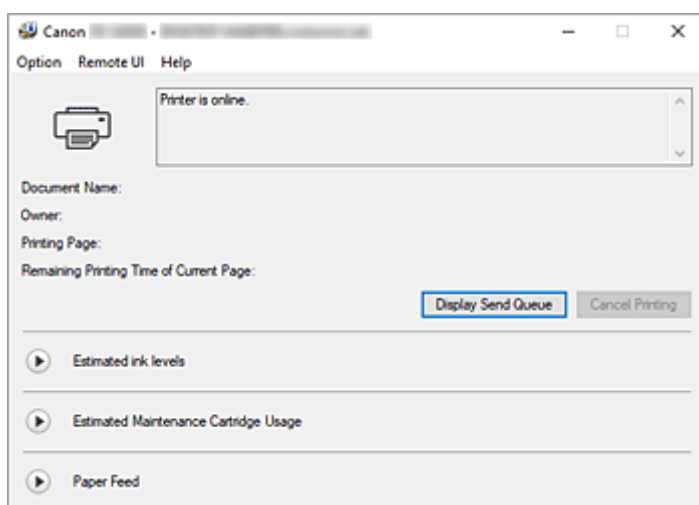 Canon -
Option Remote UI Help
Printer is online.
Document Name:
Owner:
Printing Page:
Remaining Printing Time of Current Page:
Display Send Queue Cancel Printing
Estimated ink levels
Estimated Maintenance Cartridge Usage
Paper Feed